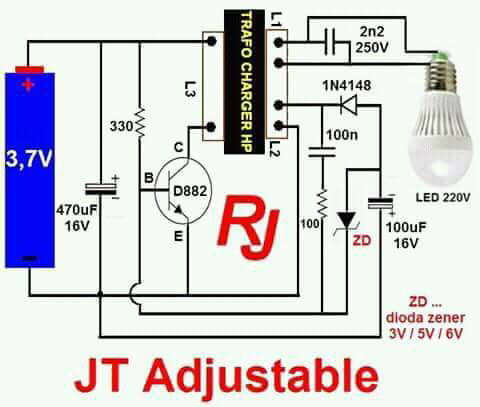 L1
2n2
250V
TRAFO CHARGER HP
L3
L2
1N4148
+
3,7V
330
C
B
D882
E
100n
100
ZD
LED 220V
+
470uF
16V
RJ
-
100uF
16V
+
-
ZD ...
dioda zener
3V / 5V / 6V
JT Adjustable